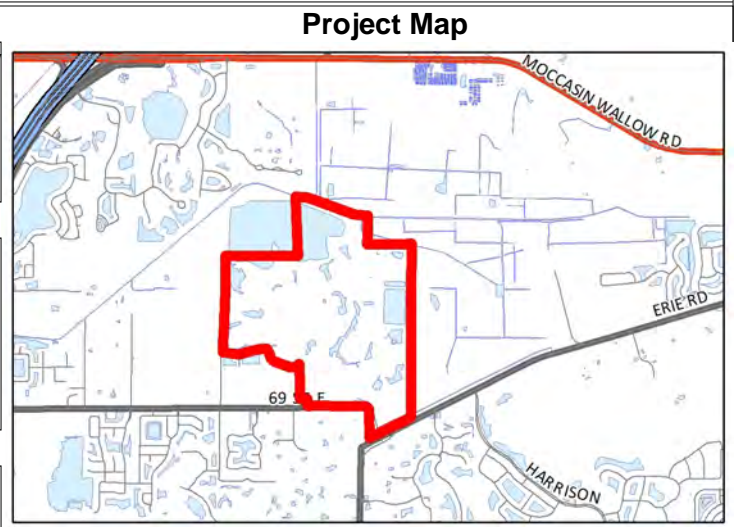 Project Map
MOCCASIN WALLOW RD
ERIE RD
69
E
HARRISON